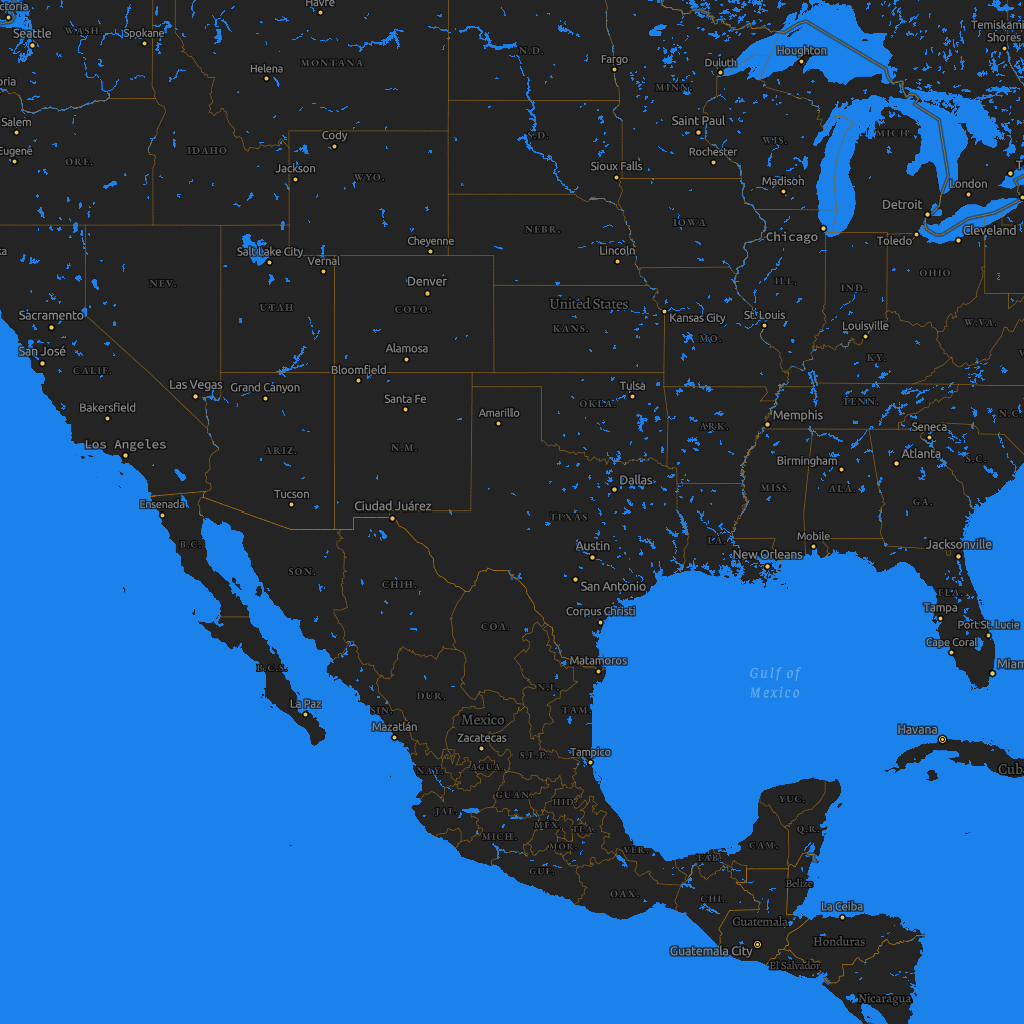 Havre
Seattle
WASH.
Spokane
Helena
MONTANA
N.D.
Fargo
Duluth
Houghton
Temiskami
Shores
MINN.
Salem
Eugene
ORE.
IDAHO
Cody
Jackson
WYO.
Saint Paul
Rochester
WIS.
MICH.
Sioux Falls
Madison
London
Detroit
IOWA
NEBR.
Chicago
Toledo
Cleveland
Cheyenne
Salt Lake City
Vernal
Lincoln
NEV.
UTAH
Denver
COLO.
United States
KANS.
ILL.
IND.
OHIO
Sacramento
San José
CALIF.
Kansas City
MO.
St. Louis
Louisville
KY.
W.VA.
Alamosa
Bloomfield
Las Vegas
Grand Canyon
Santa Fe
Amarillo
Tulsa
OKLA.
TENN.
N.C.
Bakersfield
Los Angeles
ARIZ.
N.M.
ARK.
Memphis
Seneca
Atlanta
S.C.
Birmingham
ALA.
MISS.
GA.
Tucson
Ensenada
Ciudad Juárez
Dallas
TEXAS
B.C.
LA.
Mobile
New Orleans
Jacksonville
Austin
San Antonio
SON.
CHIH.
COA.
Corpus Christi
FLA.
Tampa
Port St. Lucie
Cape Coral
Miam
Matamoros
B.C.S.
La Paz
DUR.
SIN.
Mazatlán
N.L.
TAM.
Gulf of
Mexico
Mexico
Zacatecas
S.L.P.
Tampico
Havana
Cuba
NAY.
AGUA.
GUAN.
HID.
JAL.
MICH.
MEX.
TLA.
MOR.
GUE.
VER.
OAX.
TAB.
CHI.
CAM.
YUC.
Q.R.
Belize
La Ceiba
Guatemala
Guatemala City
Honduras
El Salvador
Nicaragua